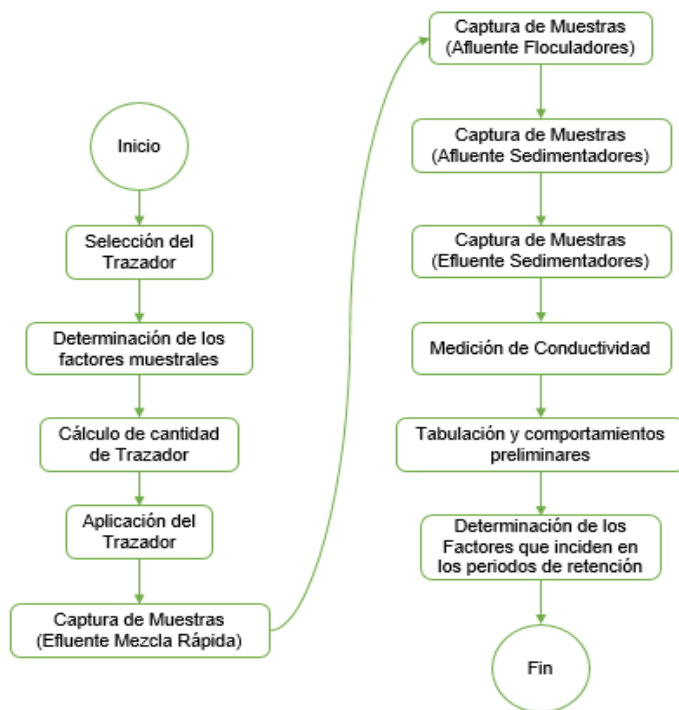 Inicio
Selección del
Trazador
Determinación de los
factores muestrales
Cálculo de cantidad
de Trazador
Aplicación del
Trazador
Captura de Muestras
(Efluente Mezcla Rápida)
Captura de Muestras
(Afluente Floculadores)
Captura de Muestras
(Afluente Sedimentadores)
Captura de Muestras
(Efluente Sedimentadores)
Medición de Conductividad
Tabulación y comportamientos
preliminares
Determinación de los
Factores que inciden en
los periodos de retención
Fin